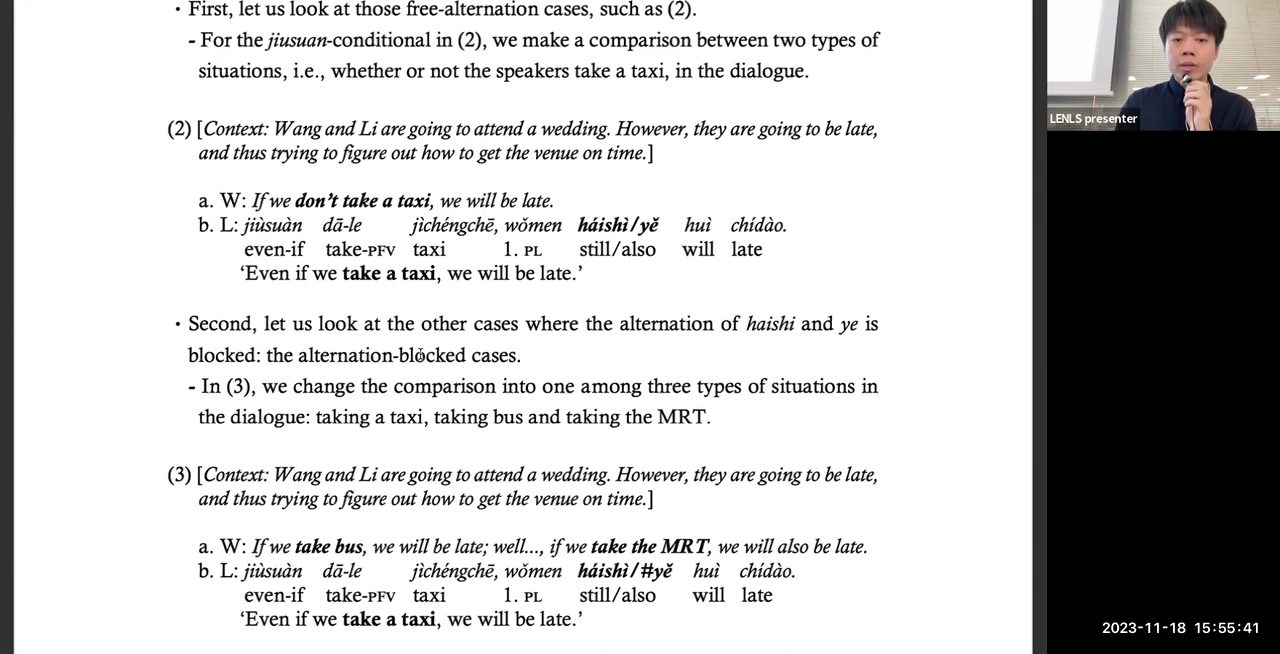 · First, let us look at those free-alternation cases, such as (2).
- For the jiusuan-conditional in (2), we make a comparison between two types of
situations, i.e., whether or not the speakers take a taxi, in the dialogue.
(2) [Context: Wang and Li are going to attend a wedding. However, they are going to be late,
and thus trying to figure out how to get the venue on time.]
a. W: If we don't take a taxi, we will be late.
b. L: jiùsuàn dā-le jìchéngchē, wǒmen háishì/yě huì chídào.
even-if take-PFV taxi 1. PL still/also will late
‘Even if we take a taxi, we will be late.’
· Second, let us look at the other cases where the alternation of haishi and ye is
blocked: the alternation-blocked cases.
- In (3), we change the comparison into one among three types of situations in
the dialogue: taking a taxi, taking bus and taking the MRT.
(3) [Context: Wang and Li are going to attend a wedding. However, they are going to be late,
and thus trying to figure out how to get the venue on time.]
a. W: If we take bus, we will be late; well..., if we take the MRT, we will also be late.
b. L: jiùsuàn dā-le jìchéngchē, wǒmen háishì/#yě huì chídào.
even-if take-PFV taxi 1. PL still/also will late
‘Even if we take a taxi, we will be late.’
LENLS presenter
2023-11-18 15:55:41